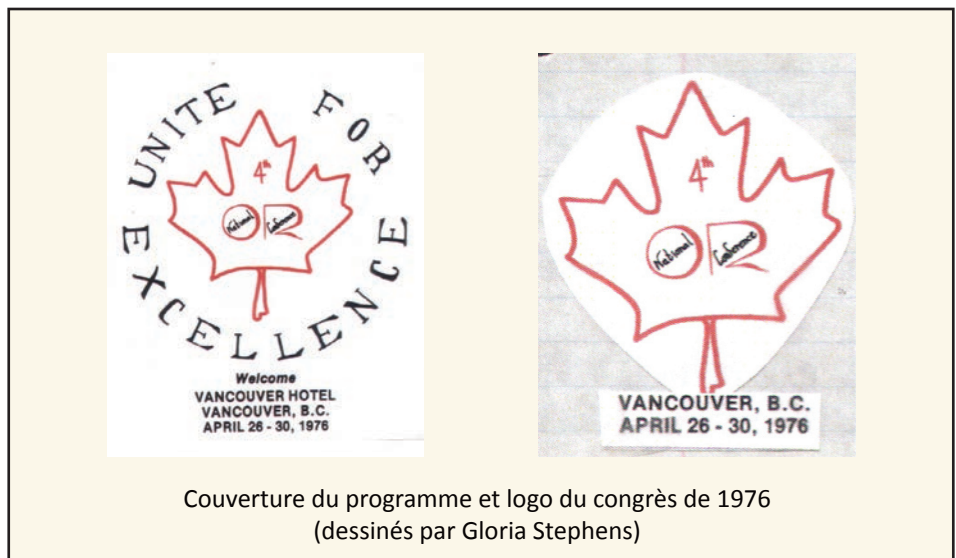 UNITE FOR
EXCELLENCE
4th
National
OR
Conference
Welcome
VANCOUVER HOTEL
VANCOUVER, B.C.
APRIL 26 - 30, 1976
4th
National
OR
Conference
VANCOUVER, B.C.
APRIL 26 - 30, 1976
Couverture du programme et logo du congrès de 1976
(dessinés par Gloria Stephens)